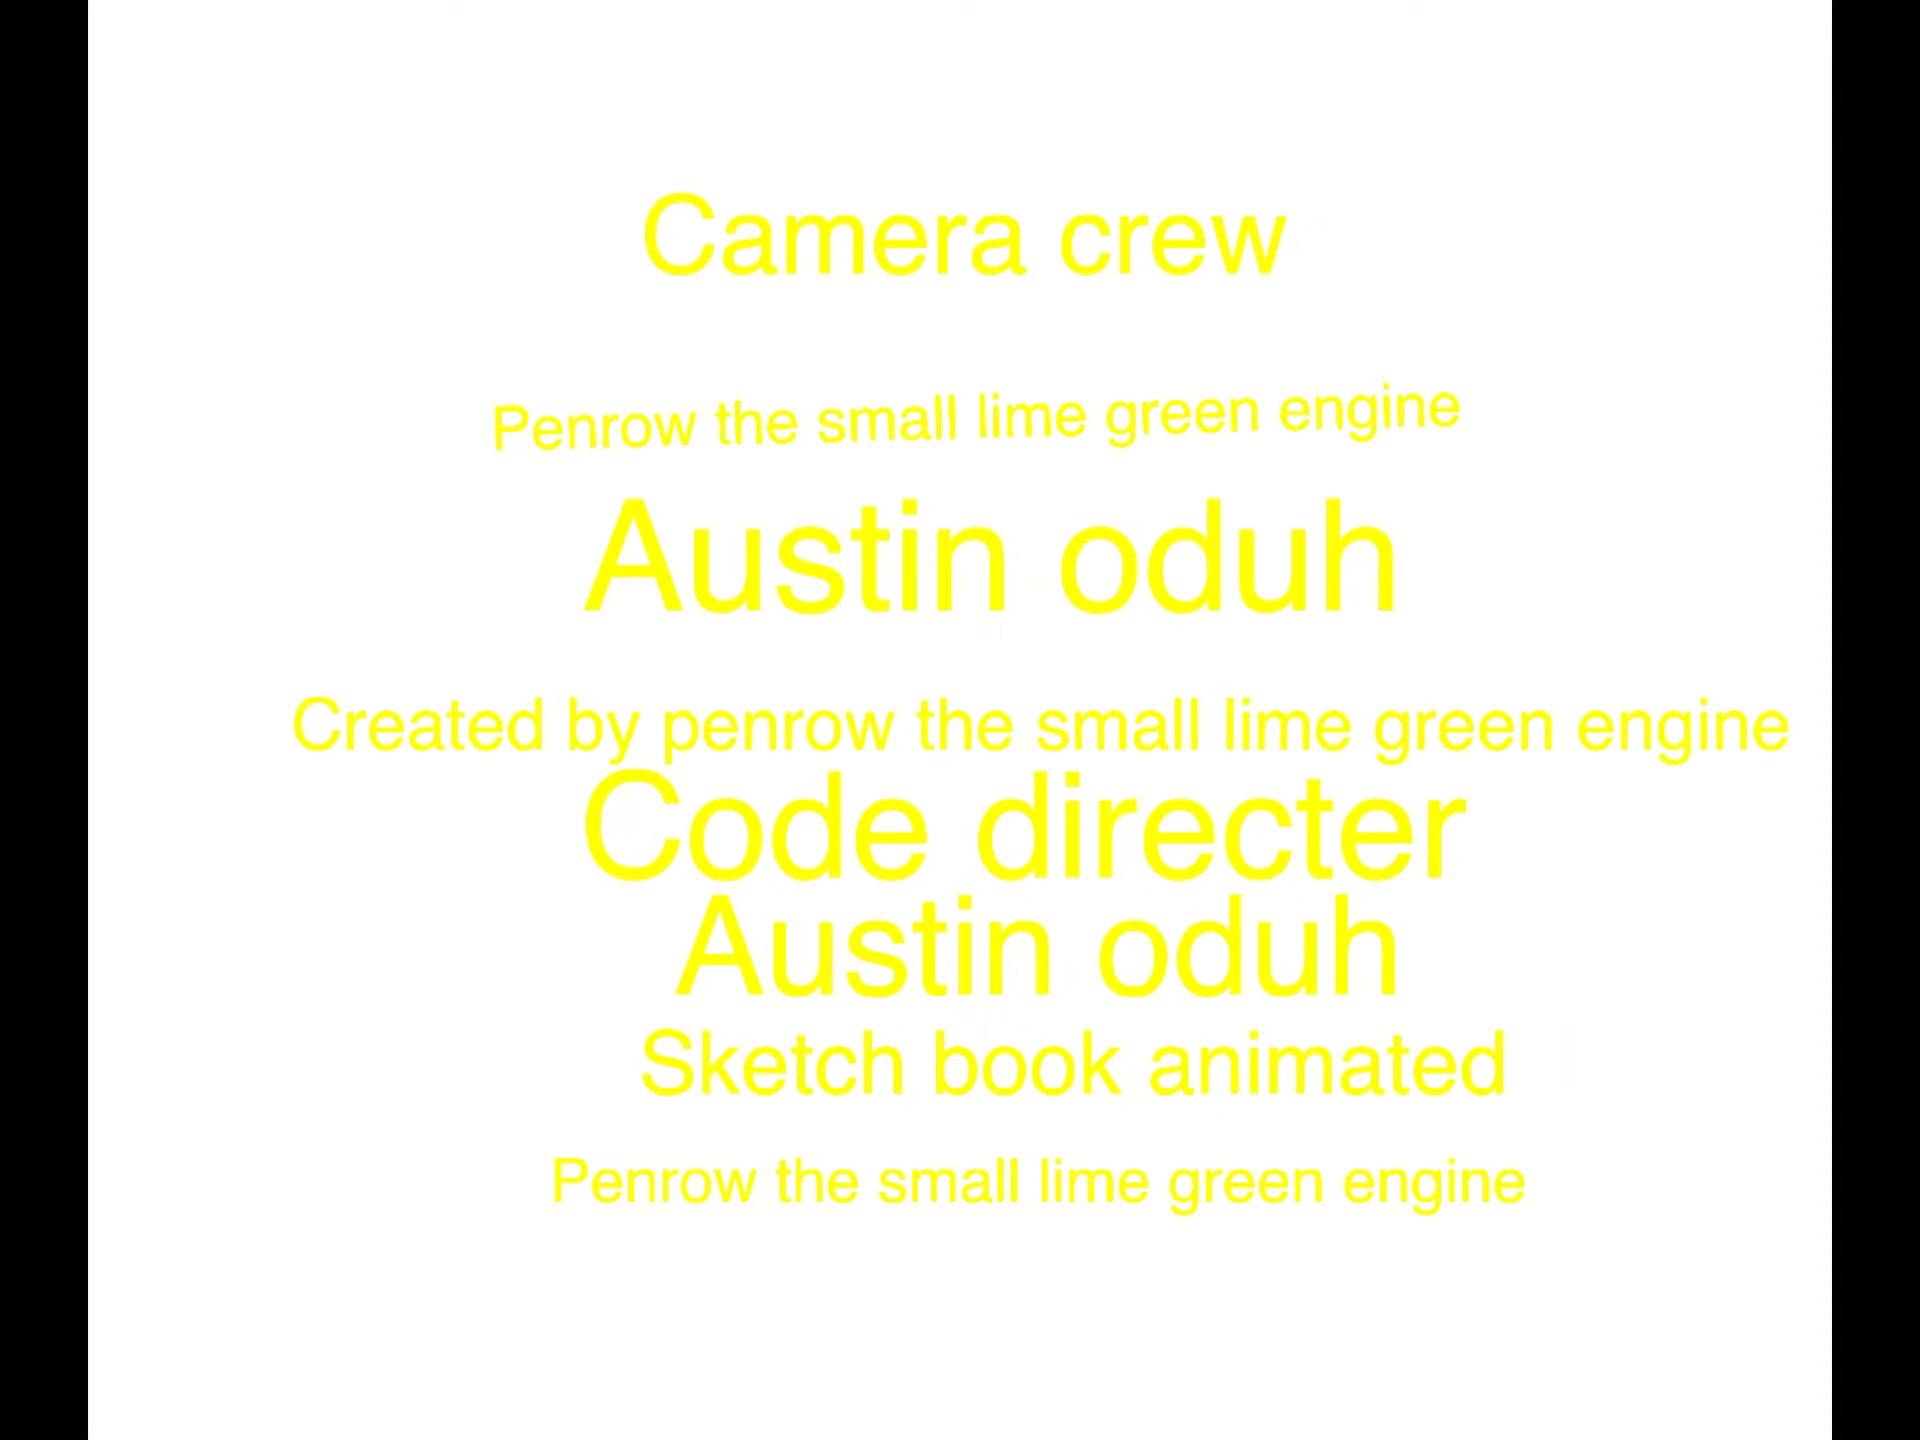 Camera crew
Penrow the small lime green engine
Austin oduh
Created by penrow the small lime green engine
Code directer
Austin oduh
Sketch book animated
Penrow the small lime green engine